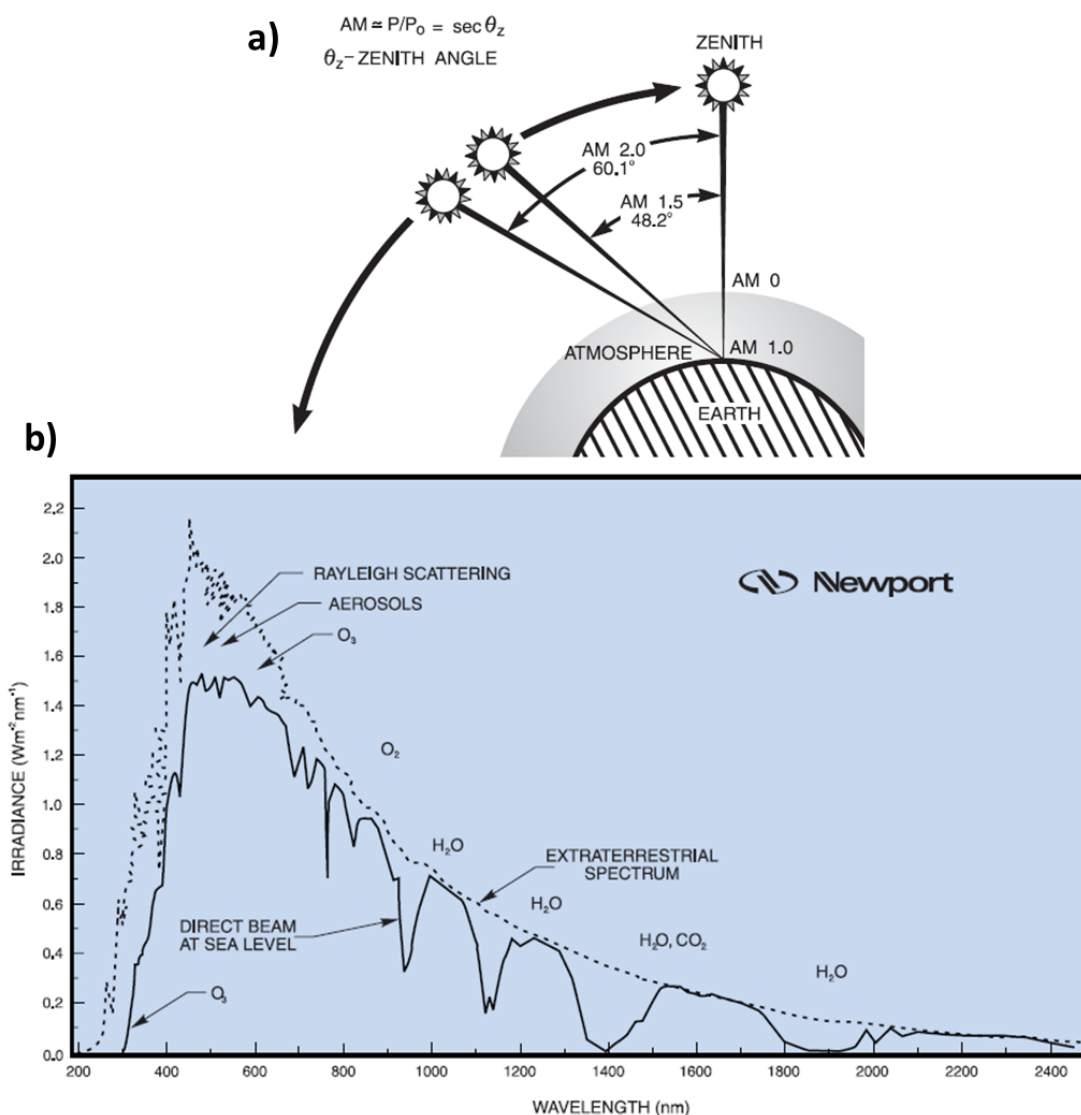 a)
AM ≃ P/Po = sec θz
θz– ZENITH ANGLE
ZENITH
AM 2.0
60.1°
AM 1.5
48.2°
AM 0
ATMOSPHERE
AM 1.0
EARTH
b)
Newport
2.2
2.0
1.8
1.6
1.4
1.2
1.0
0.8
0.6
0.4
0.2
0.0
IRRADIANCE (Wm-2 nm-1)
RAYLEIGH SCATTERING
AEROSOLS
O3
O2
H2O
EXTRATERRESTRIAL
SPECTRUM
H2O
DIRECT BEAM
AT SEA LEVEL
H2O, CO2
H2O
O3
200 400 600 800 1000 1200 1400 1600 1800 2000 2200 2400
WAVELENGTH (nm)